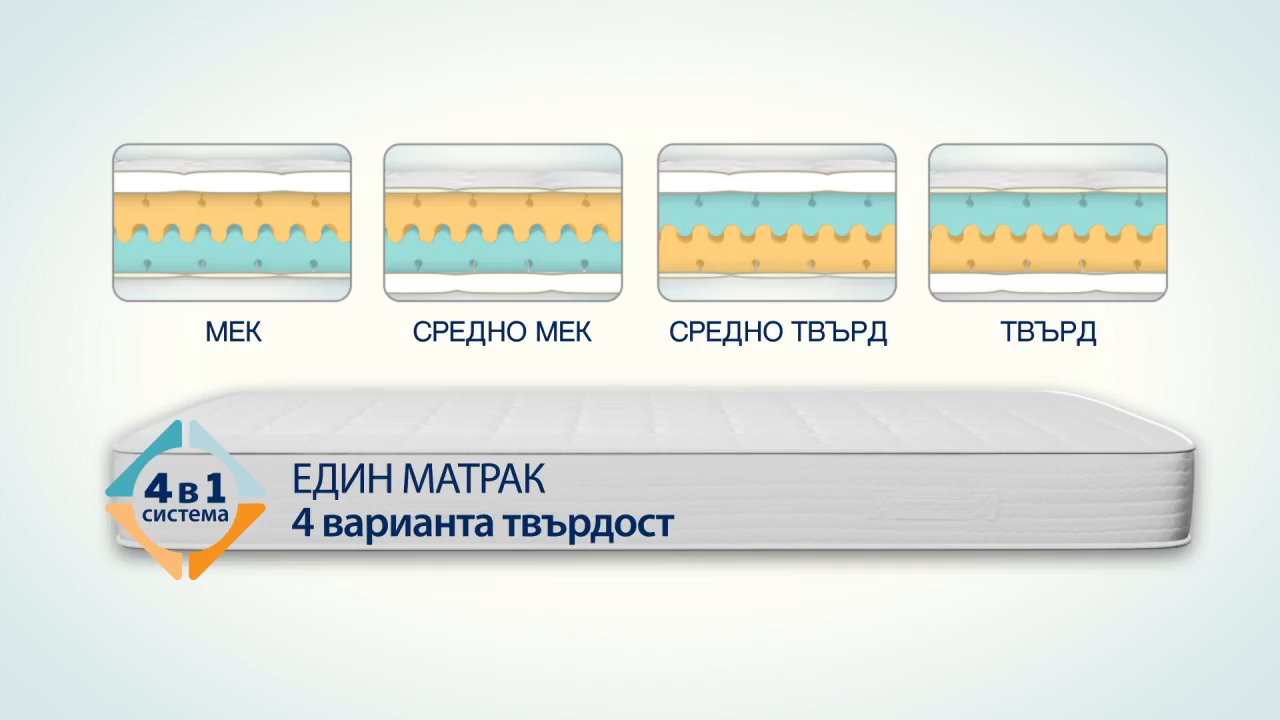 МЕК
СРЕДНО МЕК
СРЕДНО ТВЪРД
ТВЪРД
4 в 1
система
ЕДИН МАТРАК
4 варианта твърдост